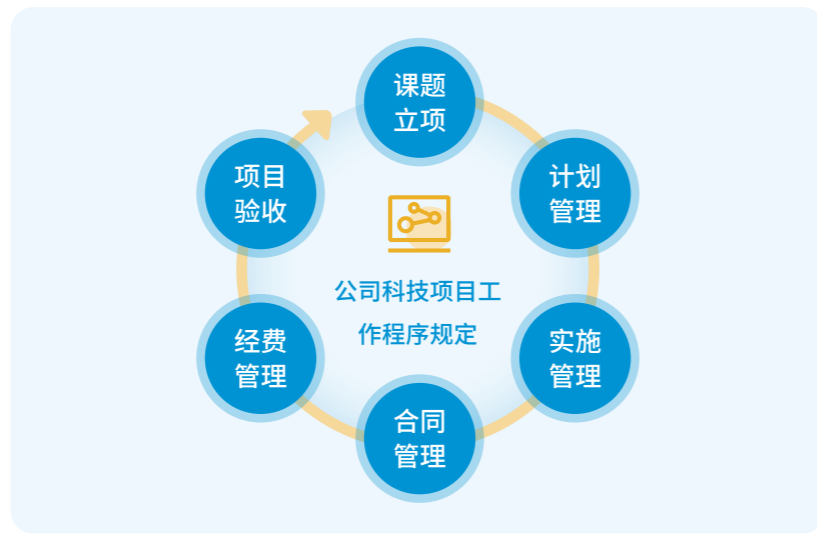 课题
立项
计划
管理
实施
管理
合同
管理
经费
管理
项目
验收
公司科技项目工
作程序规定